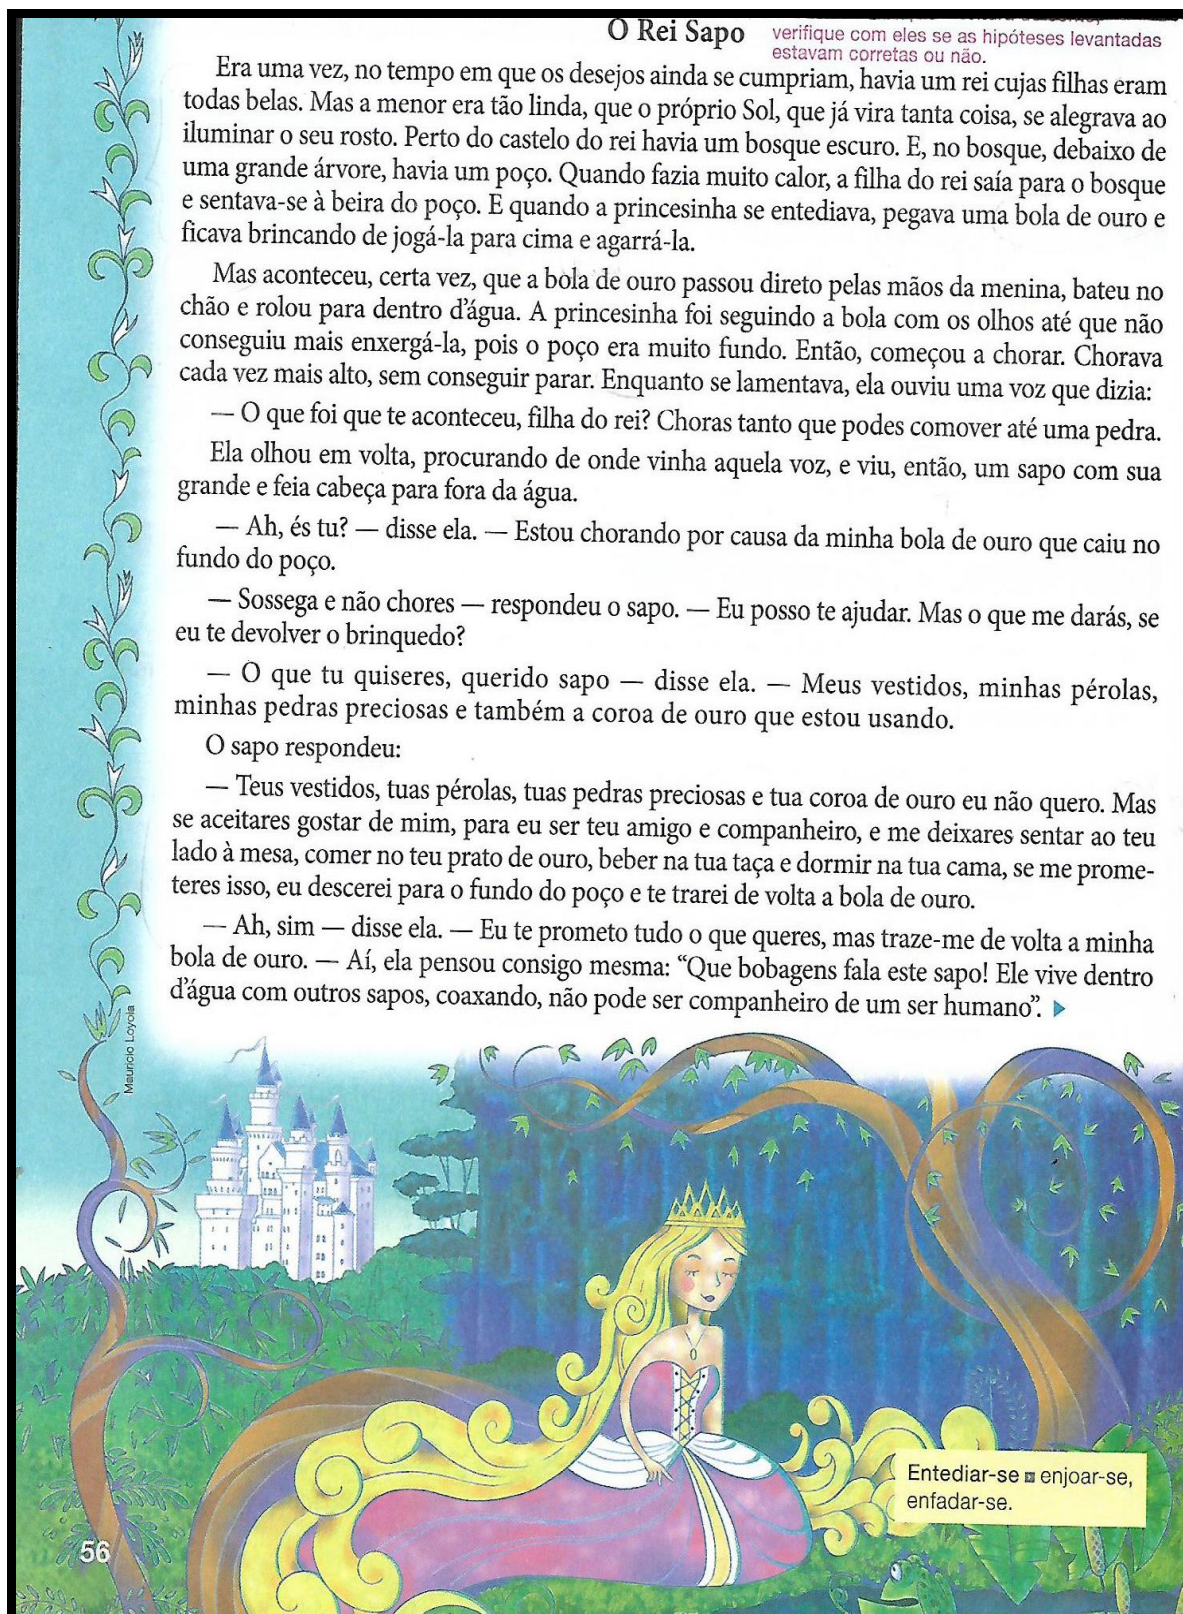 O Rei Sapo
verifique com eles se as hipóteses levantadas
estavam corretas ou não.
Era uma vez, no tempo em que os desejos ainda se cumpriam, havia um rei cujas filhas eram
todas belas. Mas a menor era tão linda, que o próprio Sol, que já vira tanta coisa, se alegrava ao
iluminar o seu rosto. Perto do castelo do rei havia um bosque escuro. E, no bosque, debaixo de
uma grande árvore, havia um poço. Quando fazia muito calor, a filha do rei saía para o bosque
e sentava-se à beira do poço. E quando a princesinha se entediava, pegava uma bola de ouro e
ficava brincando de jogá-la para cima e agarrá-la.
Mas aconteceu, certa vez, que a bola de ouro passou direto pelas mãos da menina, bateu no
chão e rolou para dentro d'água. A princesinha foi seguindo a bola com os olhos até que não
conseguiu mais enxergá-la, pois o poço era muito fundo. Então, começou a chorar. Chorava
cada vez mais alto, sem conseguir parar. Enquanto se lamentava, ela ouviu uma voz que dizia:
— O que foi que te aconteceu, filha do rei? Choras tanto que podes comover até uma pedra.
Ela olhou em volta, procurando de onde vinha aquela voz, e viu, então, um sapo com sua
grande e feia cabeça para fora da água.
— Ah, és tu? — disse ela. — Estou chorando por causa da minha bola de ouro que caiu no
fundo do poço.
— Sossega e não chores — respondeu o sapo. — Eu posso te ajudar. Mas o que me darás, se
eu te devolver o brinquedo?
— O que tu quiseres, querido sapo — disse ela. — Meus vestidos, minhas pérolas,
minhas pedras preciosas e também a coroa de ouro que estou usando.
O sapo respondeu:
— Teus vestidos, tuas pérolas, tuas pedras preciosas e tua coroa de ouro eu não quero. Mas
se aceitares gostar de mim, para eu ser teu amigo e companheiro, e me deixares sentar ao teu
lado à mesa, comer no teu prato de ouro, beber na tua taça e dormir na tua cama, se me prome-
teres isso, eu descerei para o fundo do poço e te trarei de volta a bola de ouro.
— Ah, sim — disse ela. — Eu te prometo tudo o que queres, mas traze-me de volta a minha
bola de ouro. — Aí, ela pensou consigo mesma: “Que bobagens fala este sapo! Ele vive dentro
d'água com outros sapos, coaxando, não pode ser companheiro de um ser humano”.
Mauricio Loyola
Entediar-se ▪ enjoar-se,
enfadar-se.
56